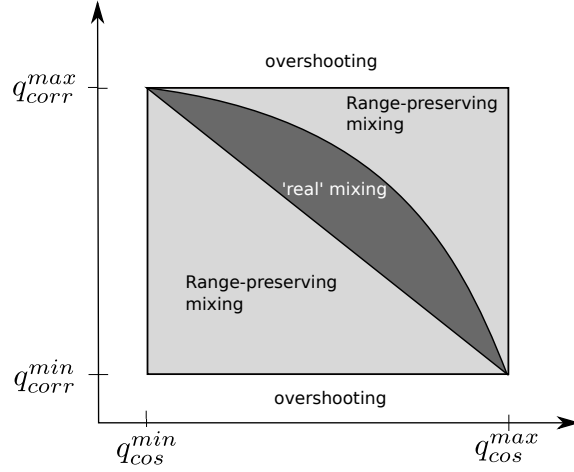 overshooting
q_{corr}^{max}
Range-preserving
mixing
'real' mixing
Range-preserving
mixing
q_{corr}^{min}
overshooting
q_{cos}^{min}
q_{cos}^{max}